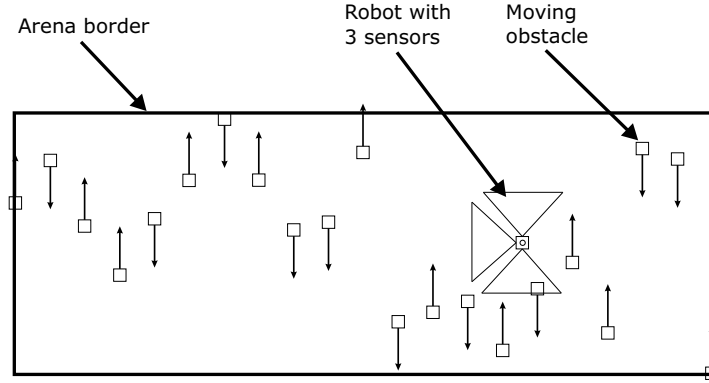 Arena border
Robot with
3 sensors
Moving
obstacle